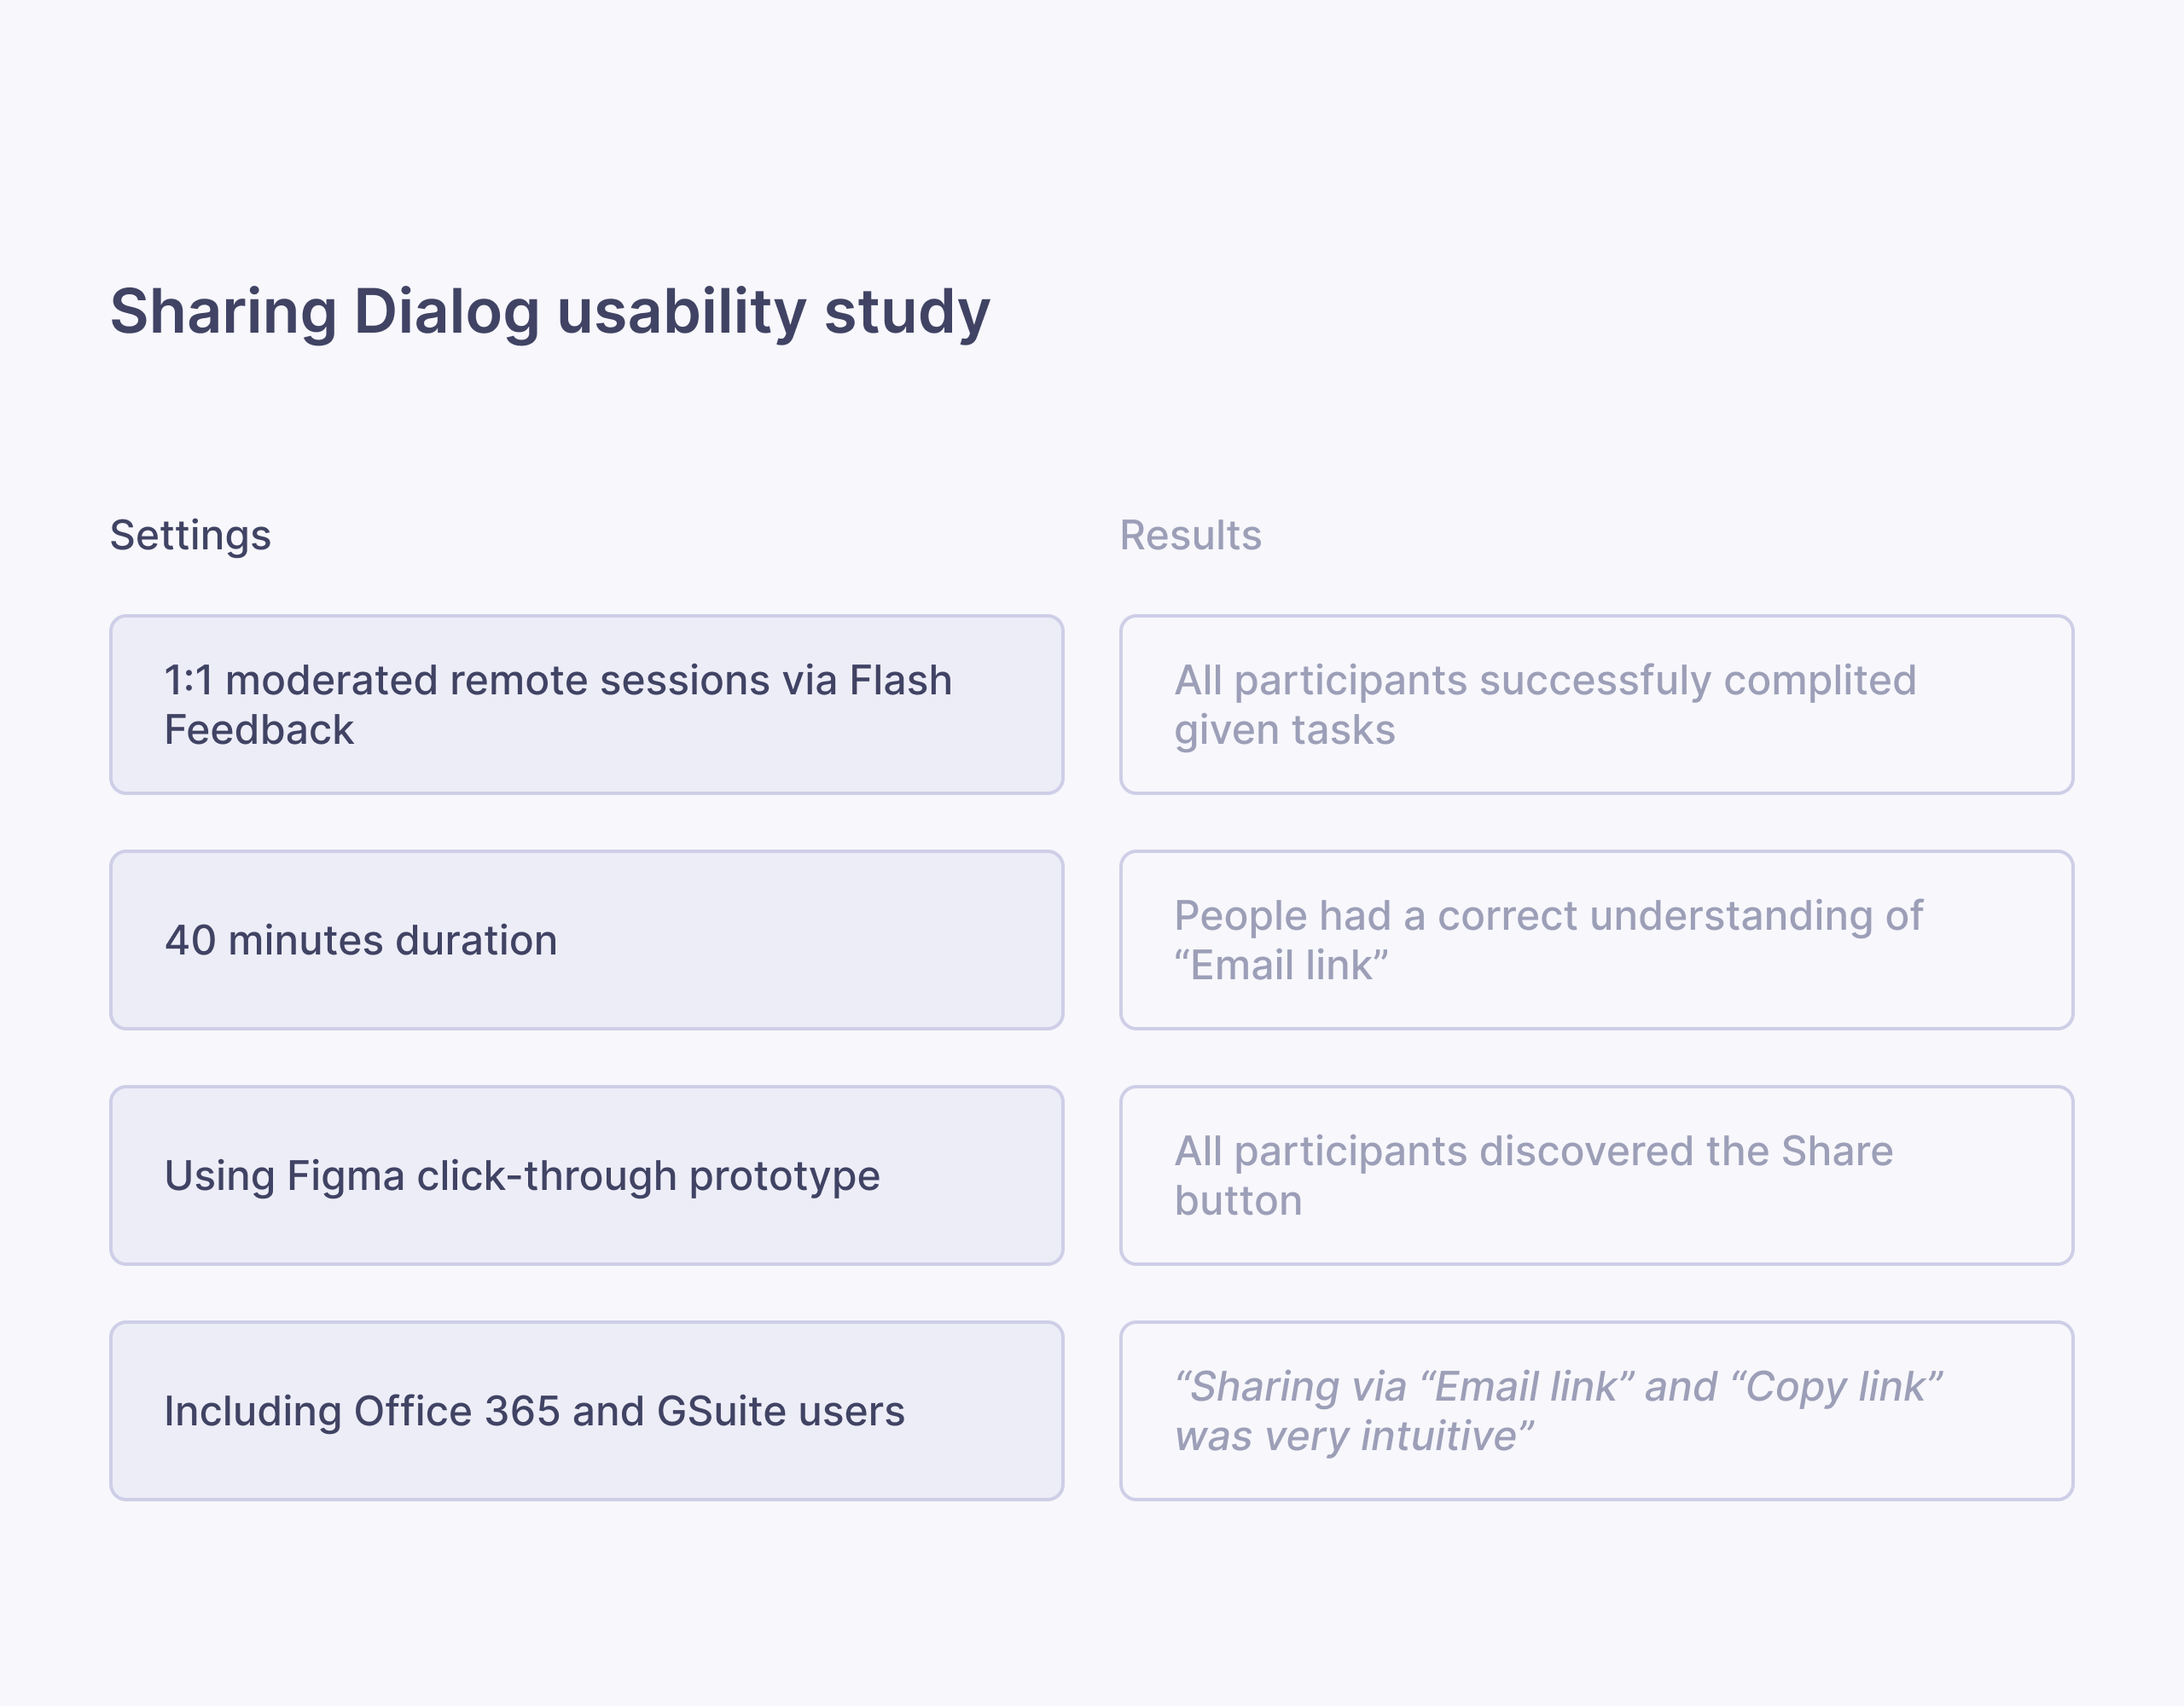 Sharing Dialog usability study
Settings
1:1 moderated remote sessions via Flash
Feedback
40 minutes duration
Using Figma click-through prototype
Including Office 365 and GSuite users
Results
All participants successfuly complited
given tasks
People had a correct understanding of
“Email link”
All participants discovered the Share
button
“Sharing via “Email link” and “Copy link”
was very intuitive”